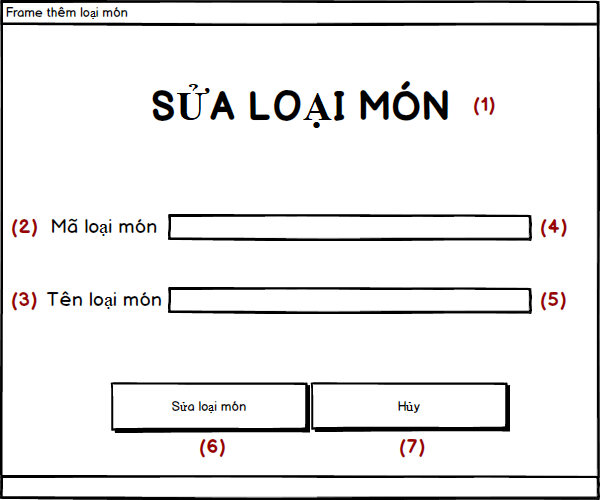 Frame thêm loại món
SỬA LOẠI MÓN (1)
(2) Mã loại món (4)
(3) Tên loại món (5)
Sửa loại món Hủy
(6) (7)